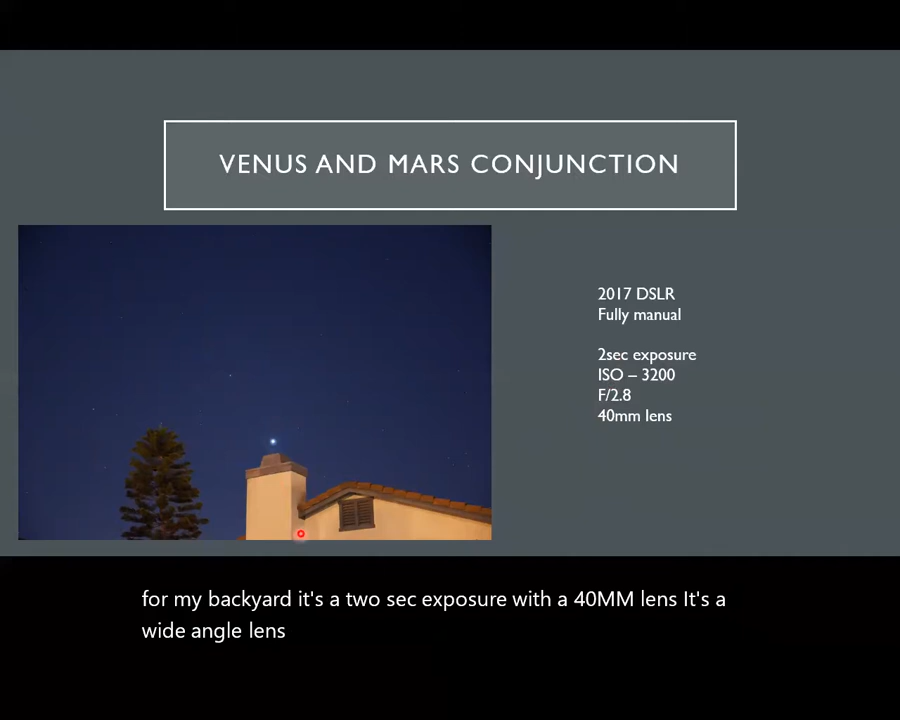 VENUS AND MARS CONJUNCTION
2017 DSLR
Fully manual
2sec exposure
ISO – 3200
F/2.8
40mm lens
for my backyard it's a two sec exposure with a 40MM lens It's a
wide angle lens